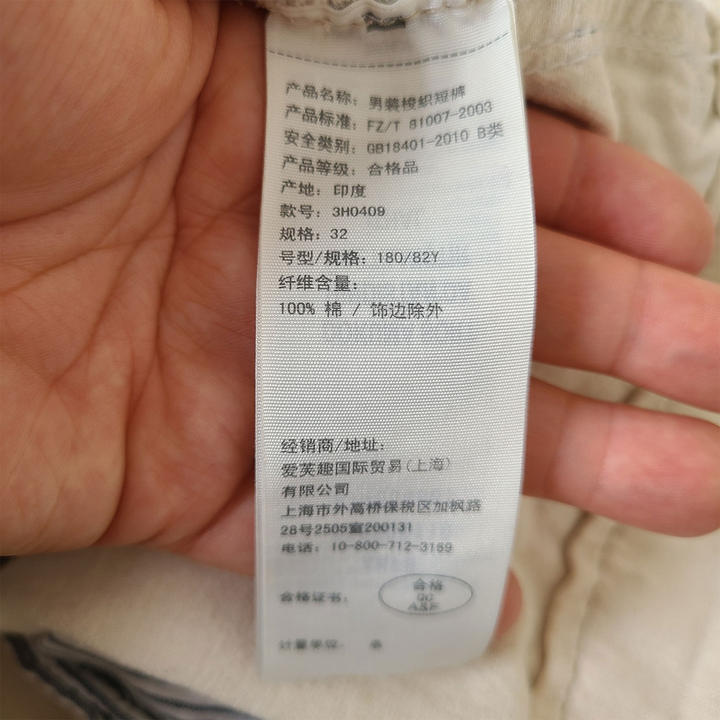 产品名称: 男装梭织短裤
产品标准: FZ/T 81007-2003
安全类别: GB18401-2010 B类
产品等级: 合格品
产地: 印度
款号: 3H0409
规格: 32
号型/规格: 180/82Y
纤维含量:
100% 棉 / 饰边除外
经销商/地址:
爱芙趣国际贸易(上海)
有限公司
上海市外高桥保税区加枫路
28号2505室200131
电话: 10-800-712-3159
合格证书:
合格
QC
计量单位: 条